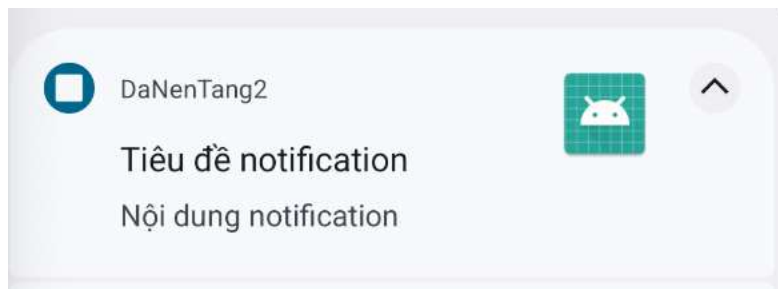 DaNenTang2
Tiêu đề notification
Nội dung notification